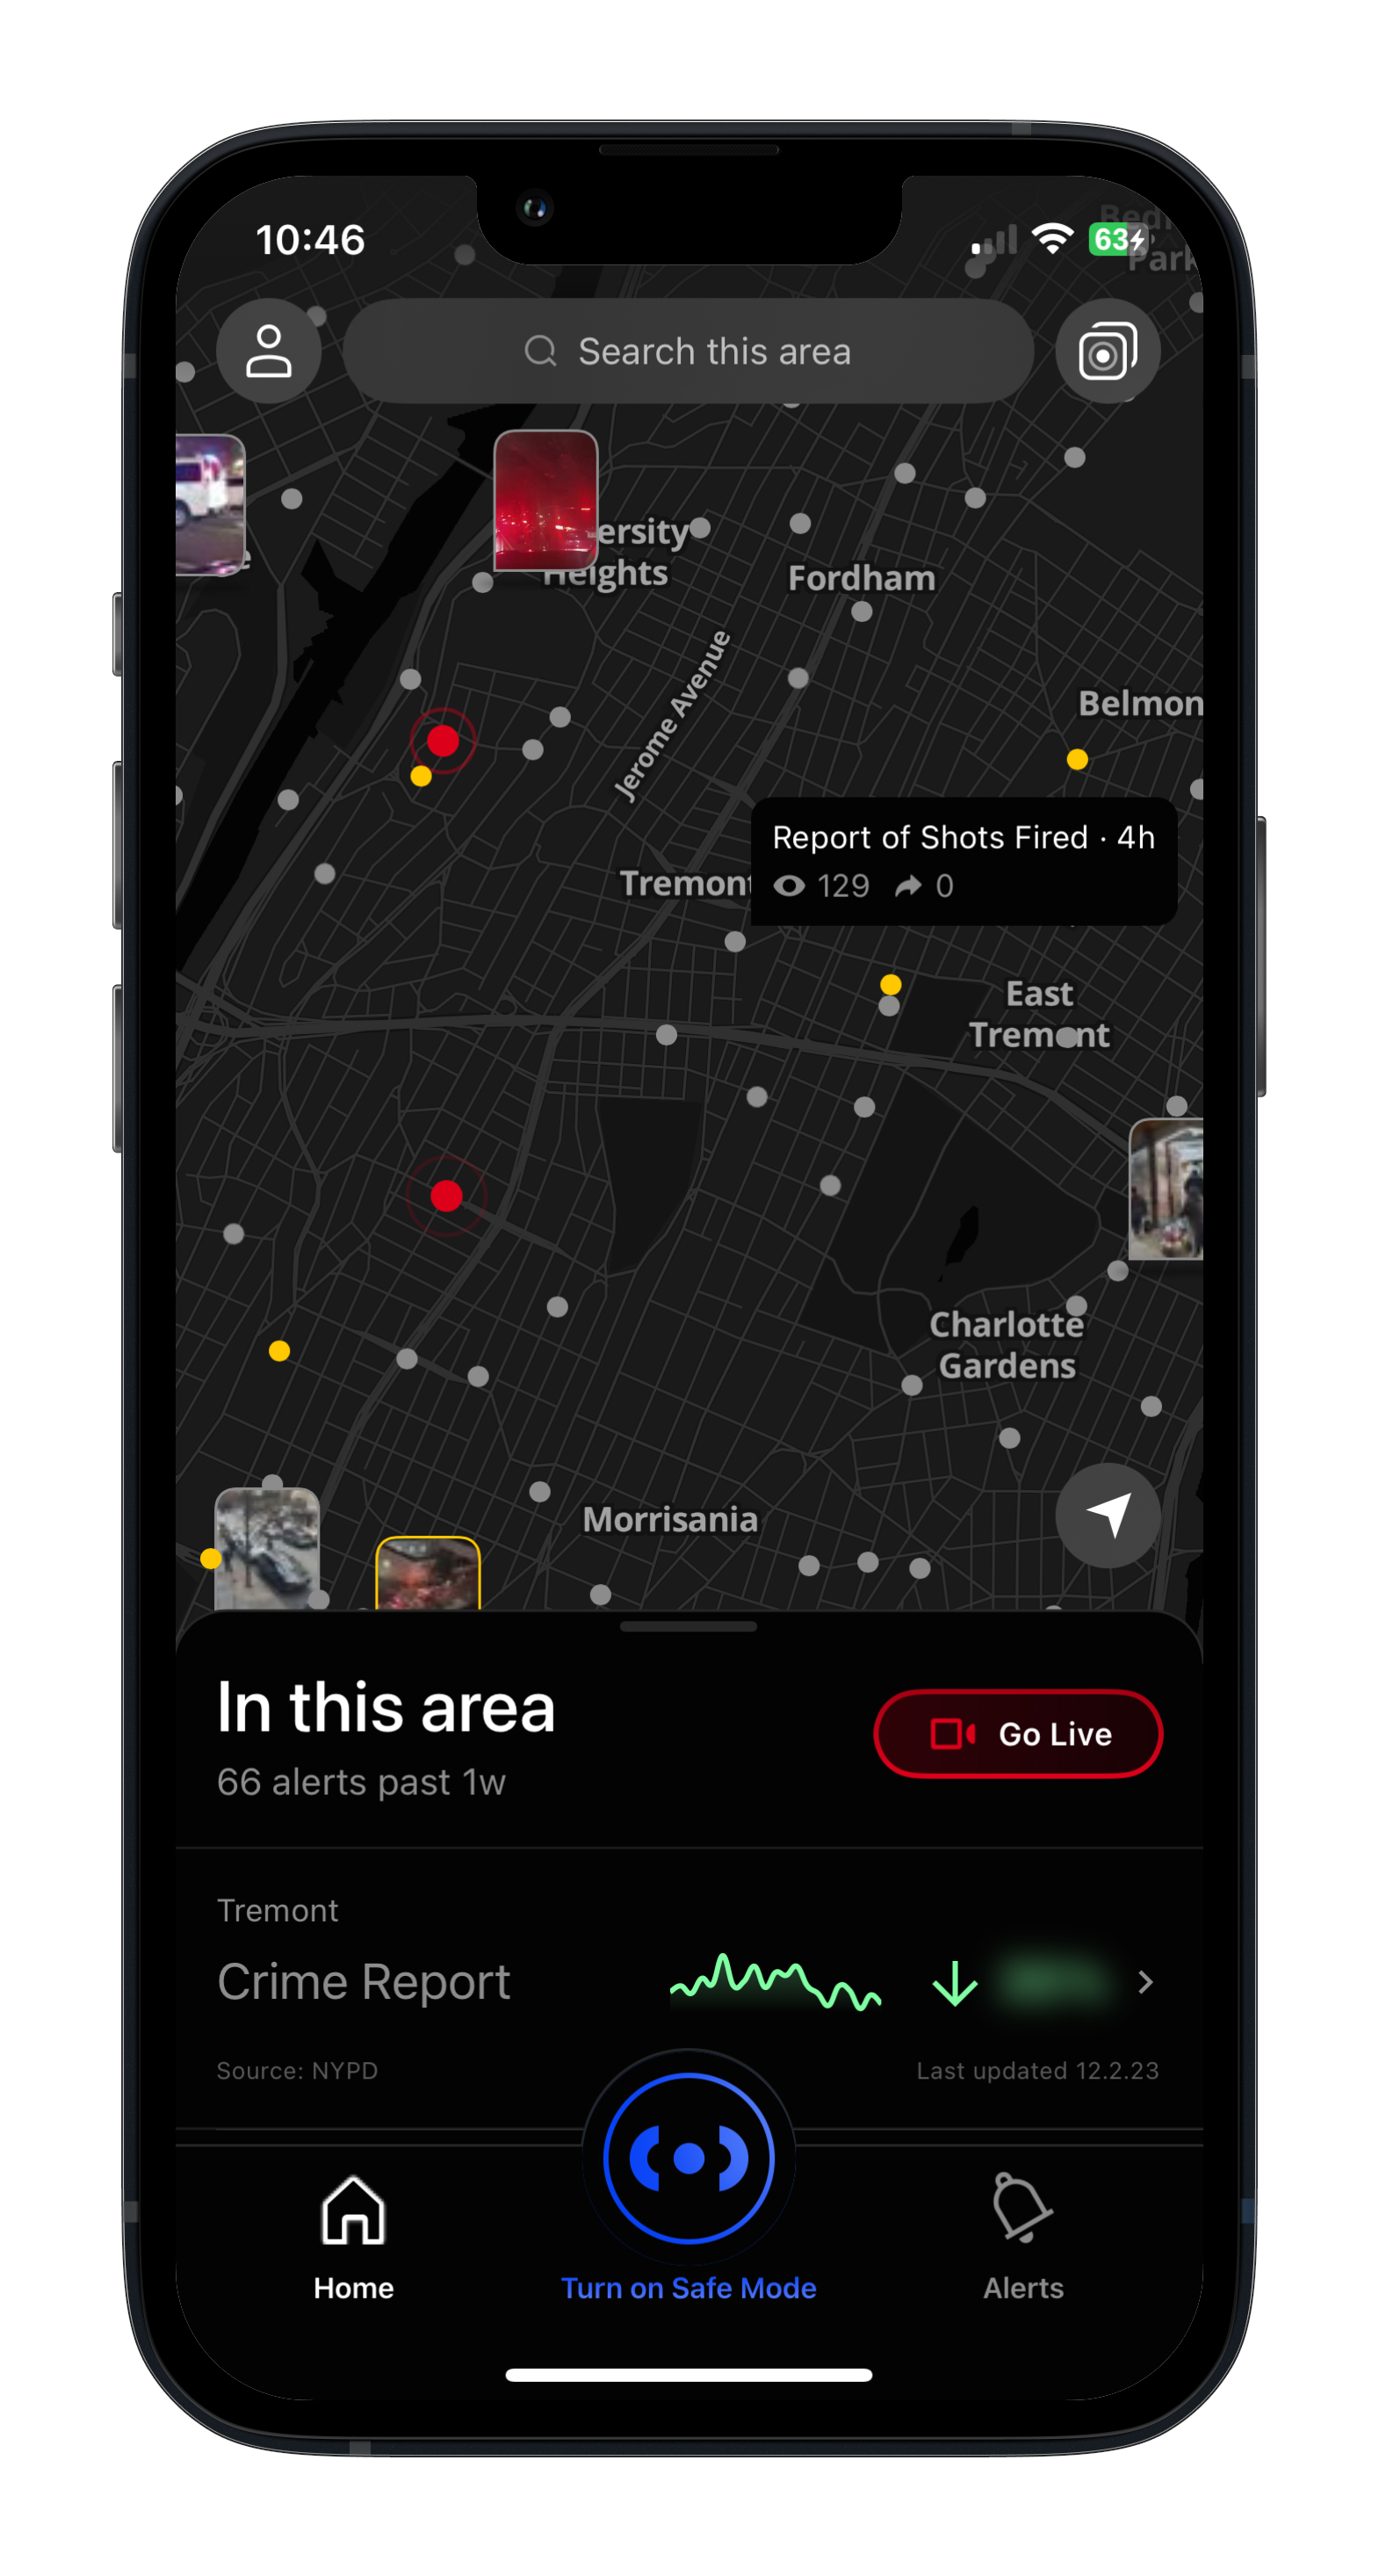 Bedf
Park
10:46
63
Search this area
ersity
Heights
Fordham
Jerome Avenue
Belmon
Report of Shots Fired · 4h
129 0
Tremont
East
Tremont
Charlotte
Gardens
Morrisania
In this area
Go Live
66 alerts past 1w
Tremont
Crime Report
Source: NYPD
Last updated 12.2.23
Home
Turn on Safe Mode
Alerts